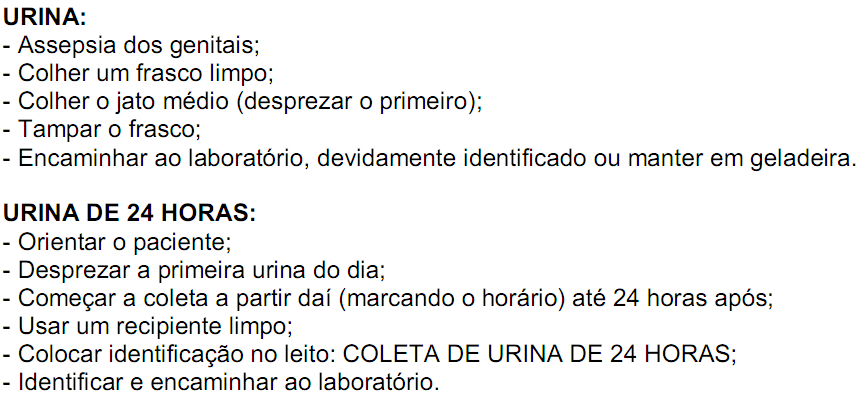 URINA:
- Assepsia dos genitais;
- Colher um frasco limpo;
- Colher o jato médio (desprezar o primeiro);
- Tampar o frasco;
- Encaminhar ao laboratório, devidamente identificado ou manter em geladeira.
URINA DE 24 HORAS:
- Orientar o paciente;
- Desprezar a primeira urina do dia;
- Começar a coleta a partir daí (marcando o horário) até 24 horas após;
- Usar um recipiente limpo;
- Colocar identificação no leito: COLETA DE URINA DE 24 HORAS;
- Identificar e encaminhar ao laboratório.